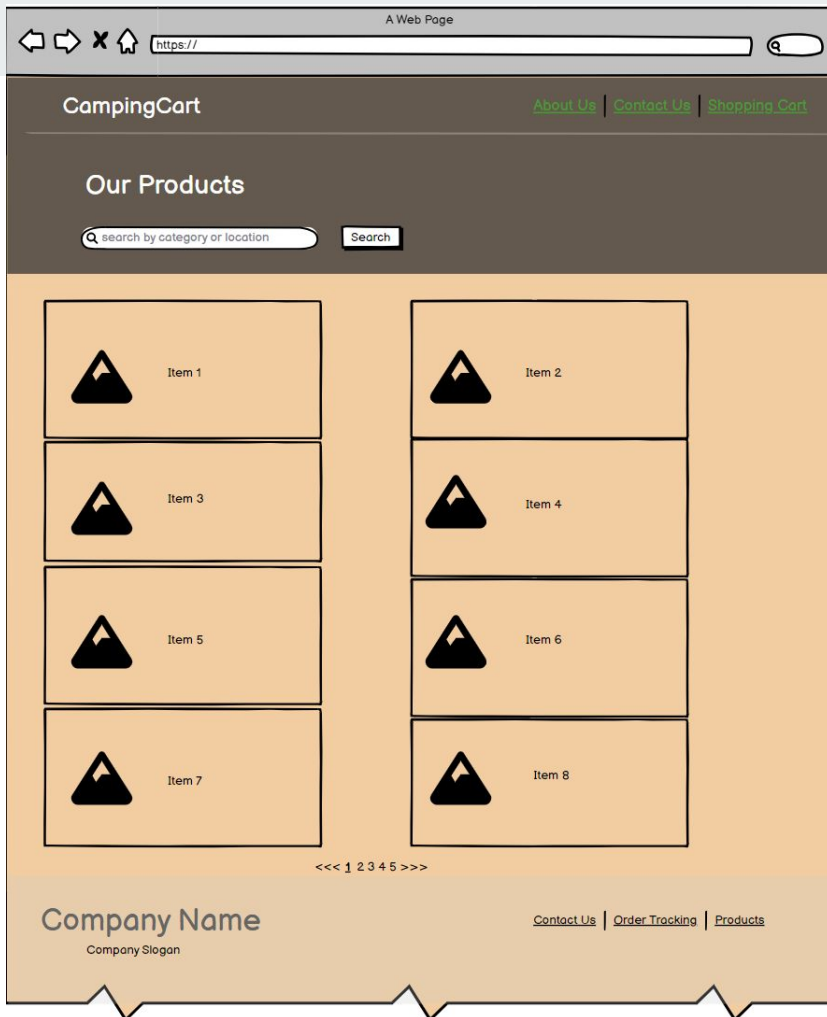 A Web Page
https://
CampingCart
About Us | Contact Us | Shopping Cart
Our Products
search by category or location
Search
Item 1
Item 2
Item 3
Item 4
Item 5
Item 6
Item 7
Item 8
<<< 1 2 3 4 5 >>>
Company Name
Company Slogan
Contact Us | Order Tracking | Products